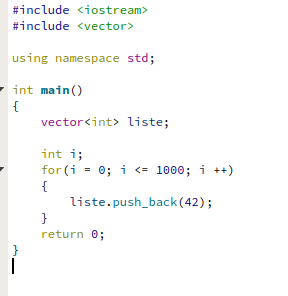 #include <iostream>
#include <vector>
using namespace std;
int main()
{
vector<int> liste;
int i;
for(i = 0; i <= 1000; i ++)
{
liste.push_back(42);
}
return 0;
}